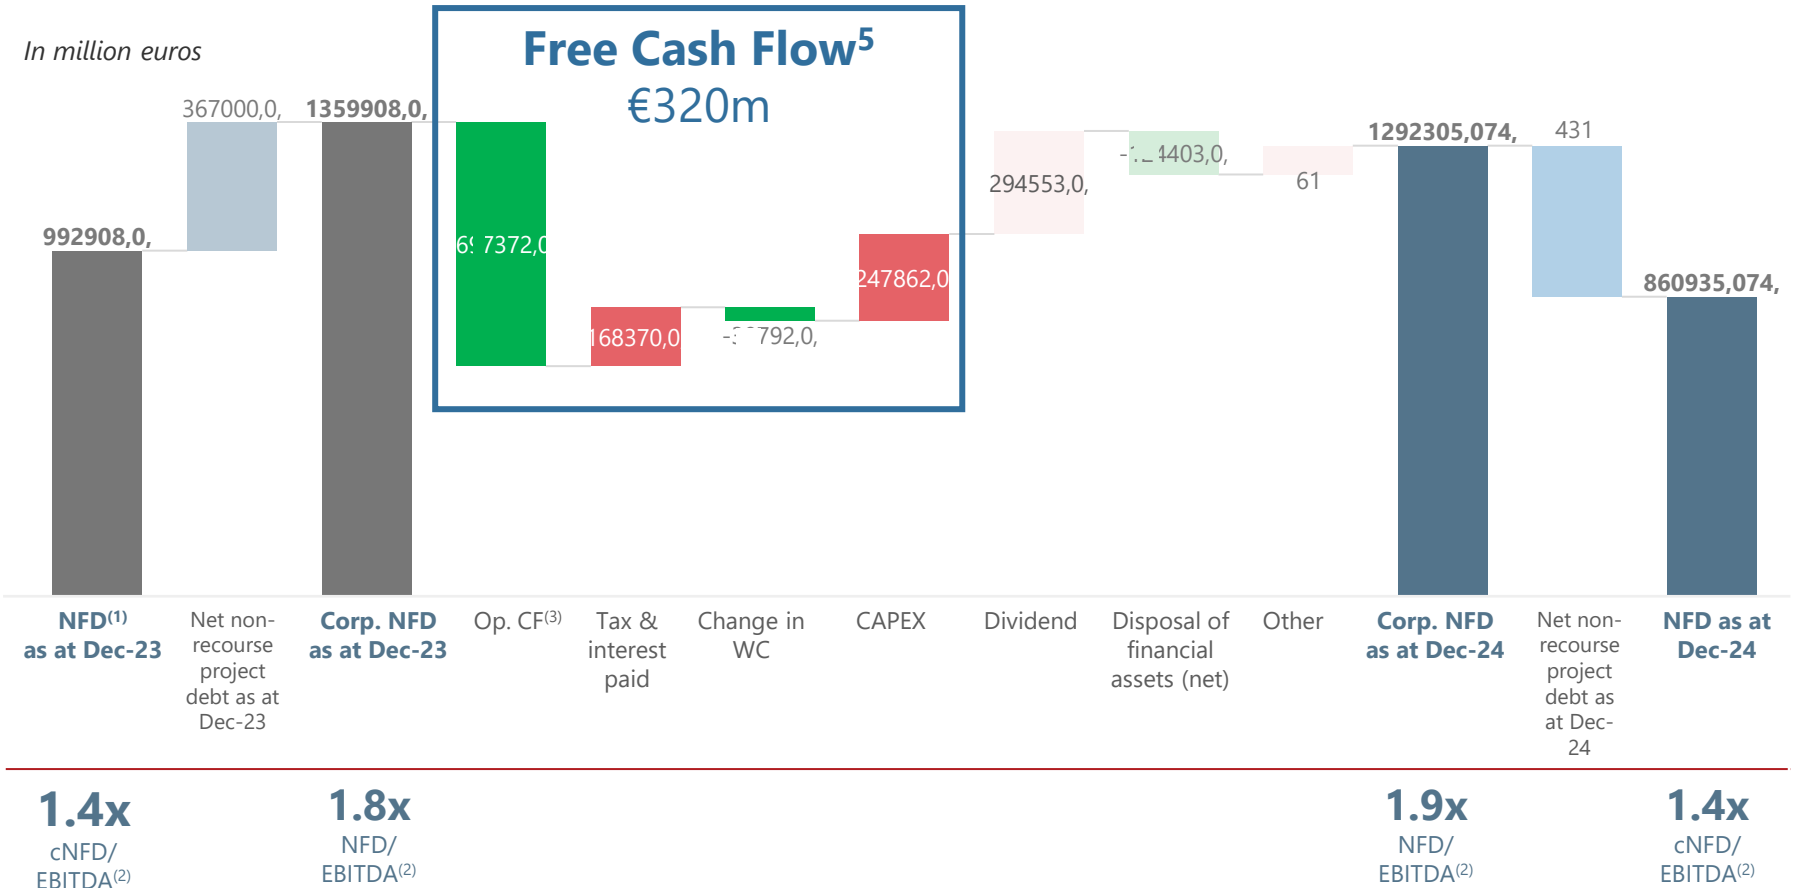 In million euros
Free Cash Flow5
€320m
367000,0,
1359908,0,
992908,0,
7372,0
168370,0
792,0,
247862,0
294553,0,
4403,0,
61
1292305,074,
431
860935,074,
NFD(1)
as at Dec-23
Net non-
recourse
project
debt as at
Dec-23
Corp. NFD
as at Dec-23
Op. CF(3)
Tax &
interest
paid
Change in
WC
CAPEX
Dividend
Disposal of
financial
assets (net)
Other
Corp. NFD
as at Dec-24
Net non-
recourse
project
debt as
at Dec-
24
NFD as at
Dec-24
1.4x
cNFD/
EBITDA(2)
1.8x
NFD/
EBITDA(2)
1.9x
NFD/
EBITDA(2)
1.4x
cNFD/
EBITDA(2)